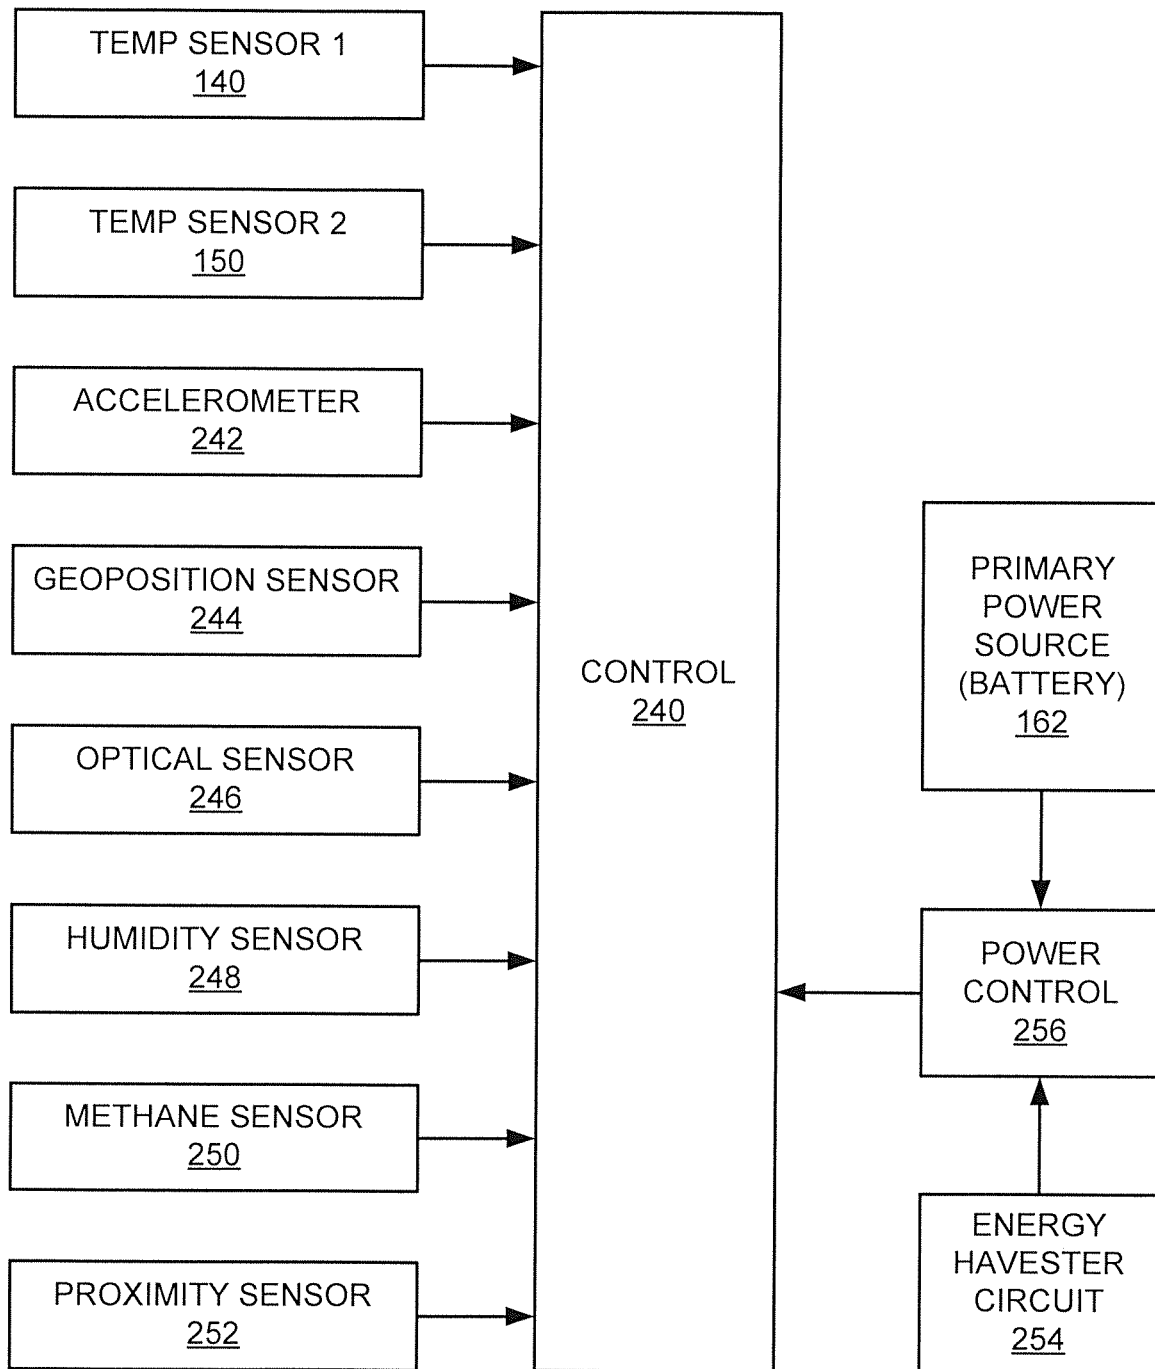 TEMP SENSOR 1
140
TEMP SENSOR 2
150
ACCELEROMETER
242
GEOPOSITION SENSOR
244
OPTICAL SENSOR
246
HUMIDITY SENSOR
248
METHANE SENSOR
250
PROXIMITY SENSOR
252
CONTROL
240
PRIMARY
POWER
SOURCE
(BATTERY)
162
POWER
CONTROL
256
ENERGY
HAVESTER
CIRCUIT
254